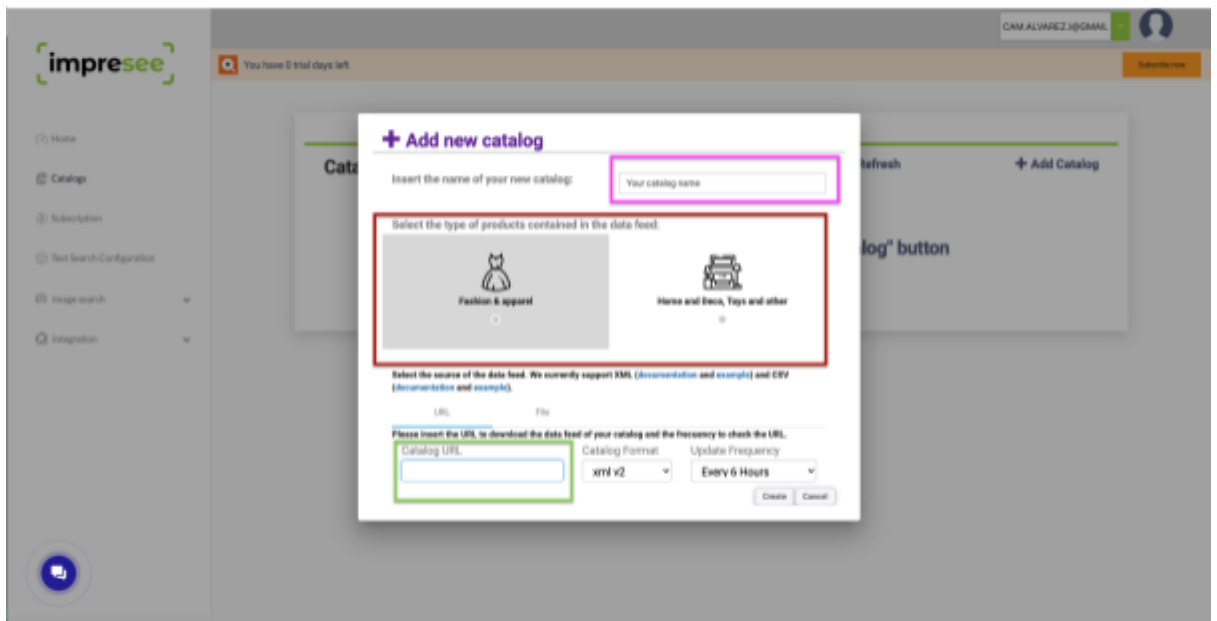 CAM.ALVAREZ.I@GMAIL
impresee
You have 0 trial days left
Subscribe now
Home
Catalogs
Subscription
Text Search Configuration
Image search
Integration
Cata
Refresh
+ Add Catalog
log" button
+ Add new catalog
Insert the name of your new catalog:
Your catalog name
Select the type of products contained in the data feed:
Fashion & apparel
Home and Deco, Toys and other
Select the source of the data feed. We currently support XML (documentation and example) and CSV
(documentation and example).
URL
File
Please insert the URL to download the data feed of your catalog and the frecuency to check the URL.
Catalog URL
Catalog Format
Update Frequency
xml v2
Every 6 Hours
Create
Cancel